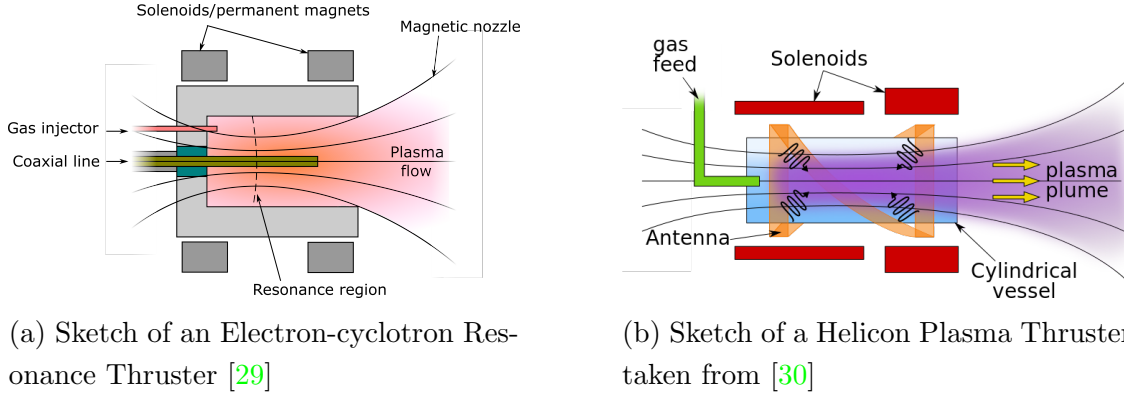 Solenoids/permanent magnets
Magnetic nozzle
Gas injector
Coaxial line
Plasma
flow
Resonance region
(a) Sketch of an Electron-cyclotron Res-
onance Thruster [29]
gas
feed
Solenoids
plasma
plume
Antenna
Cylindrical
vessel
(b) Sketch of a Helicon Plasma Thruster
taken from [30]